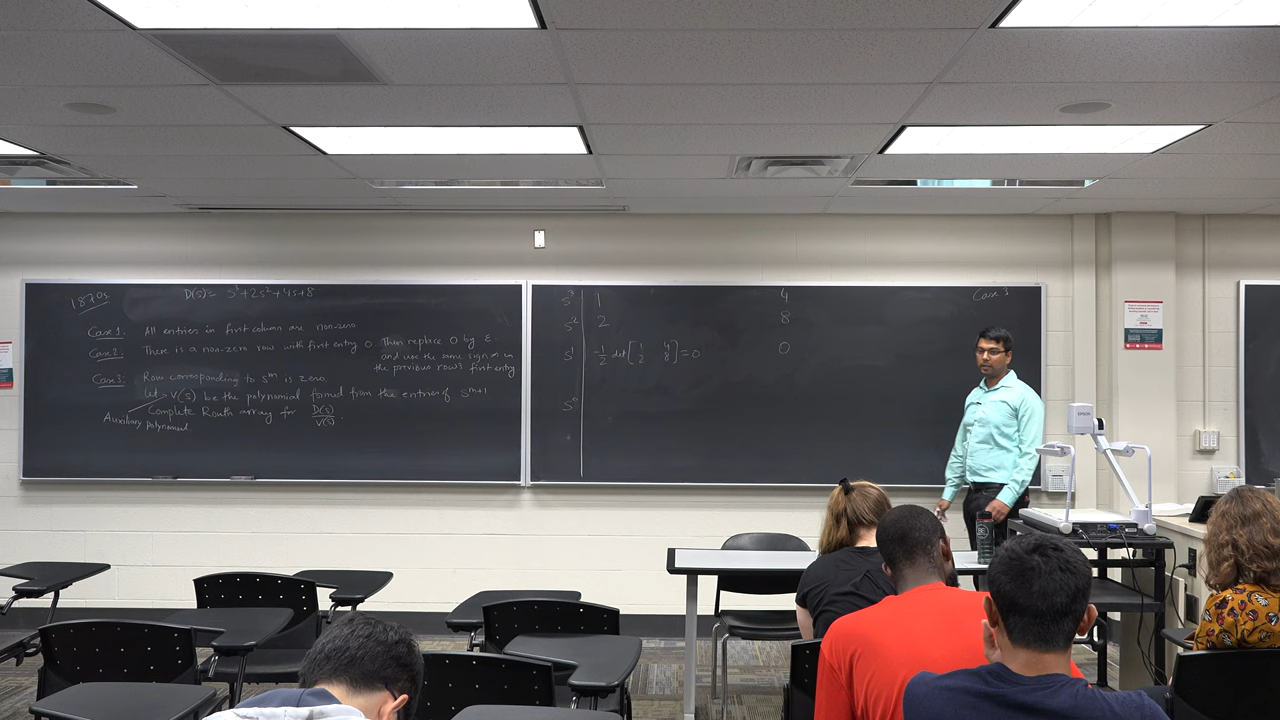 1870s.
D(s) = s³+2s²+4s+8
Case 1. All entries in first column are non-zero.
Case 2: There is a non-zero row with first entry 0. Then replace 0 by ε
and use the same sign as in
the previous row's first entry
Case 3: Row corresponding to sᵐ is zero.
Let V(s) be the polynomial formed from the entries of sᵐ⁺¹
Complete Routh array for D(s)/V(s).
Auxiliary Polynomial
Case 3
s³ 1 4
s² 2 8
s¹ -1/2 det[1 4
2 8] = 0 0
s⁰
EPSON